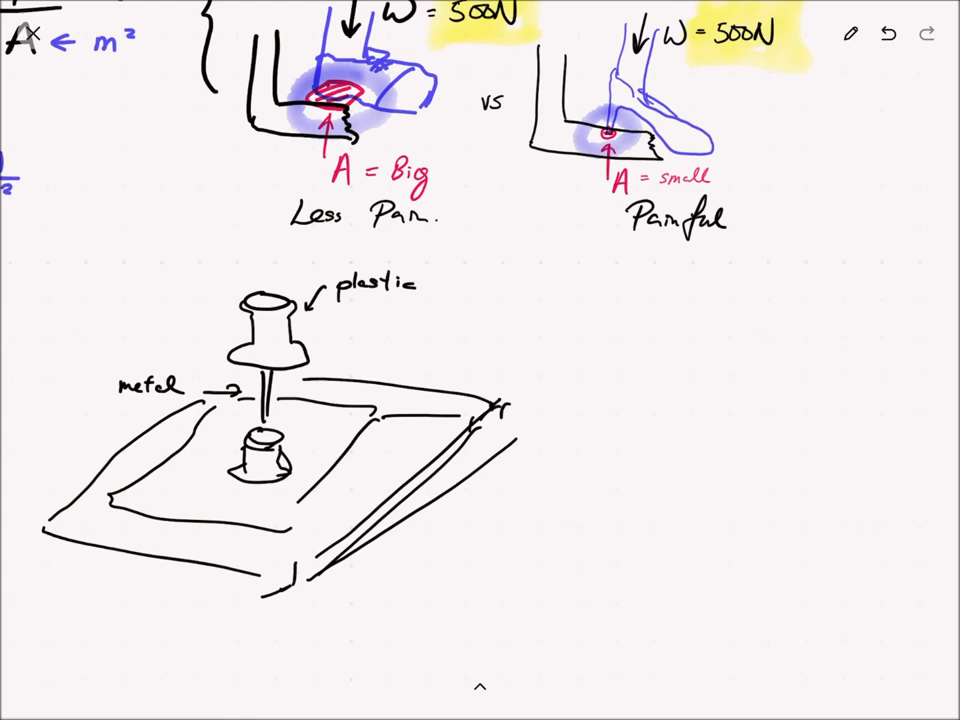 W = 500N
W = 500N
A ← m²
vs
A = Big
A = small
Less Pain.
Painful
plastic
metal